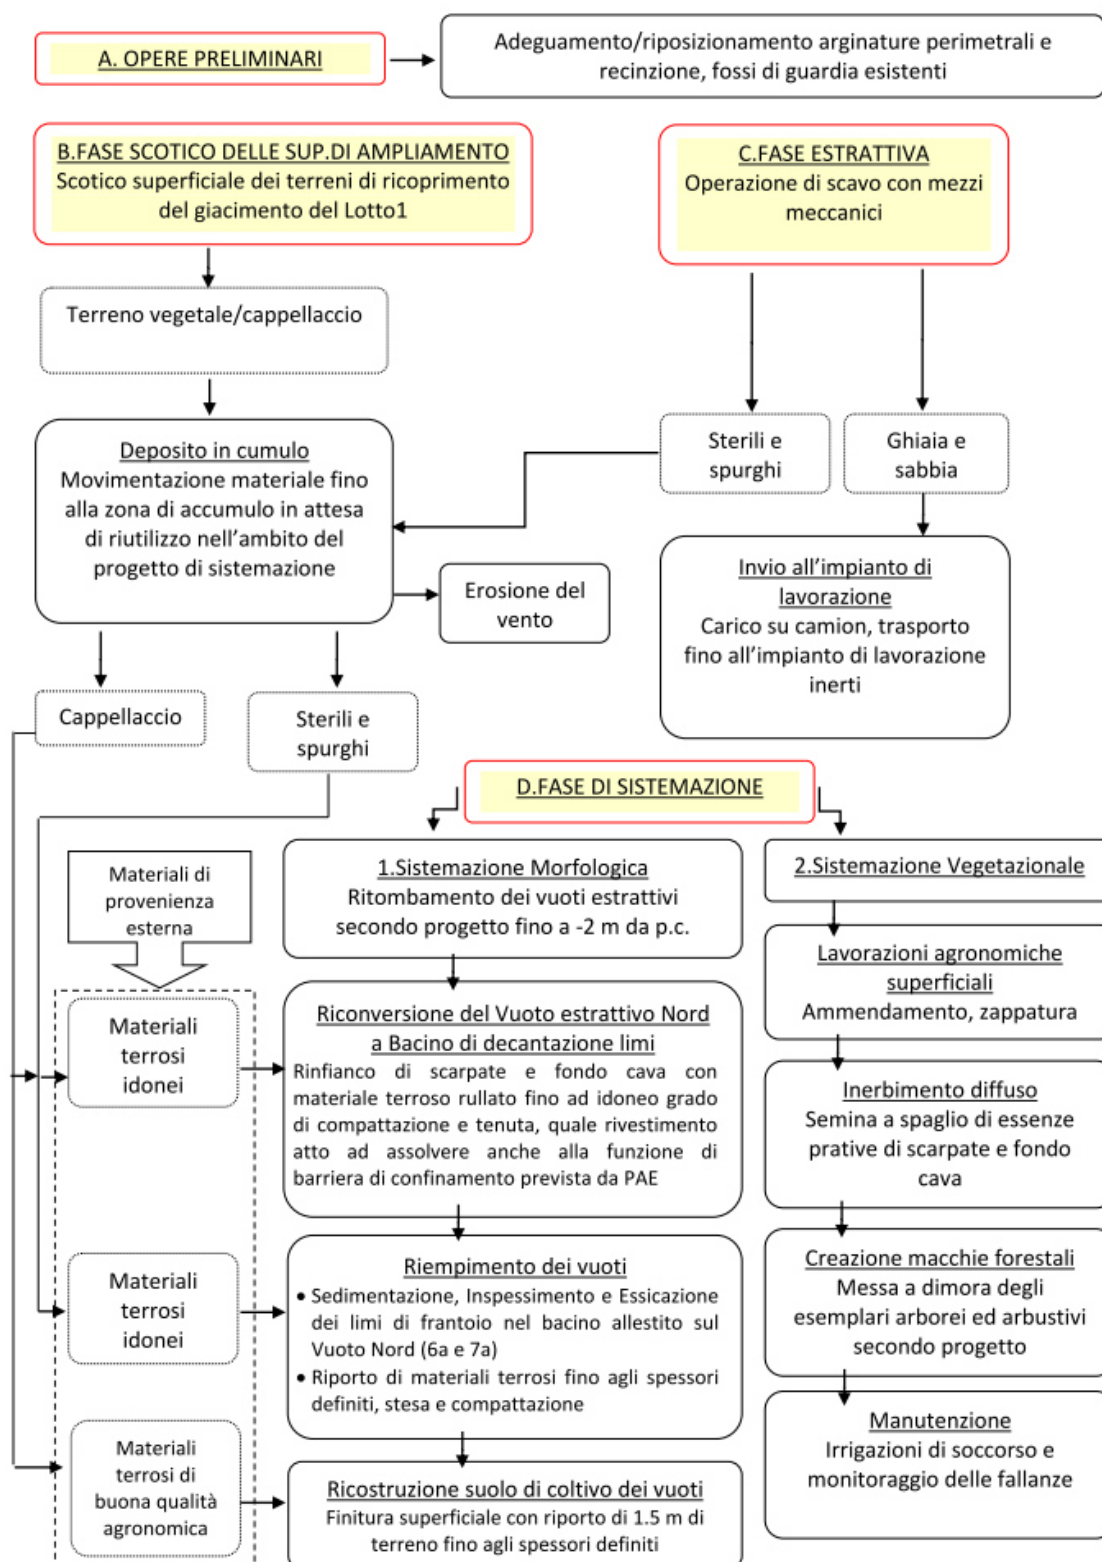 A. OPERE PRELIMINARI
Adeguamento/riposizionamento arginature perimetrali e
recinzione, fossi di guardia esistenti
B.FASE SCOTICO DELLE SUP.DI AMPLIAMENTO
Scotico superficiale dei terreni di ricoprimento
del giacimento del Lotto1
C.FASE ESTRATTIVA
Operazione di scavo con mezzi
meccanici
Terreno vegetale/cappellaccio
Deposito in cumulo
Movimentazione materiale fino
alla zona di accumulo in attesa
di riutilizzo nell'ambito del
progetto di sistemazione
Sterili e
spurghi
Ghiaia e
sabbia
Erosione del
vento
Invio all'impianto di
lavorazione
Carico su camion, trasporto
fino all'impianto di lavorazione
inerti
Cappellaccio
Sterili e
spurghi
D.FASE DI SISTEMAZIONE
Materiali di
provenienza
esterna
1.Sistemazione Morfologica
Ritombamento dei vuoti estrattivi
secondo progetto fino a -2 m da p.c.
2.Sistemazione Vegetazionale
Lavorazioni agronomiche
superficiali
Ammendamento, zappatura
Materiali
terrosi
idonei
Riconversione del Vuoto estrattivo Nord
a Bacino di decantazione limi
Rinfianco di scarpate e fondo cava con
materiale terroso rullato fino ad idoneo grado
di compattazione e tenuta, quale rivestimento
atto ad assolvere anche alla funzione di
barriera di confinamento prevista da PAE
Inerbimento diffuso
Semina a spaglio di essenze
prative di scarpate e fondo
cava
Materiali
terrosi
idonei
Riempimento dei vuoti
• Sedimentazione, Inspessimento e Essicazione
dei limi di frantoio nel bacino allestito sul
Vuoto Nord (6a e 7a)
• Riporto di materiali terrosi fino agli spessori
definiti, stesa e compattazione
Creazione macchie forestali
Messa a dimora degli
esemplari arborei ed arbustivi
secondo progetto
Manutenzione
Irrigazioni di soccorso e
monitoraggio delle fallanze
Materiali
terrosi di
buona qualità
agronomica
Ricostruzione suolo di coltivo dei vuoti
Finitura superficiale con riporto di 1.5 m di
terreno fino agli spessori definiti